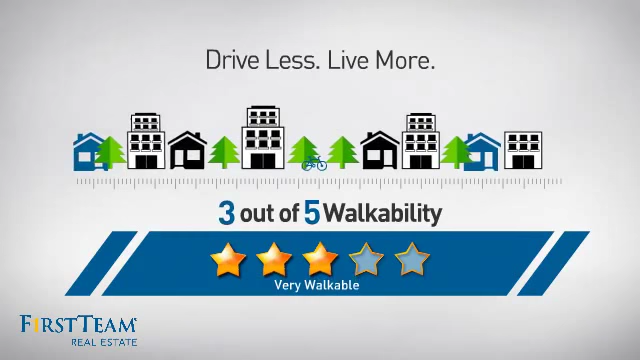 Drive Less. Live More.
3 out of 5 Walkability
Very Walkable
FIRSTTEAM®
REAL ESTATE